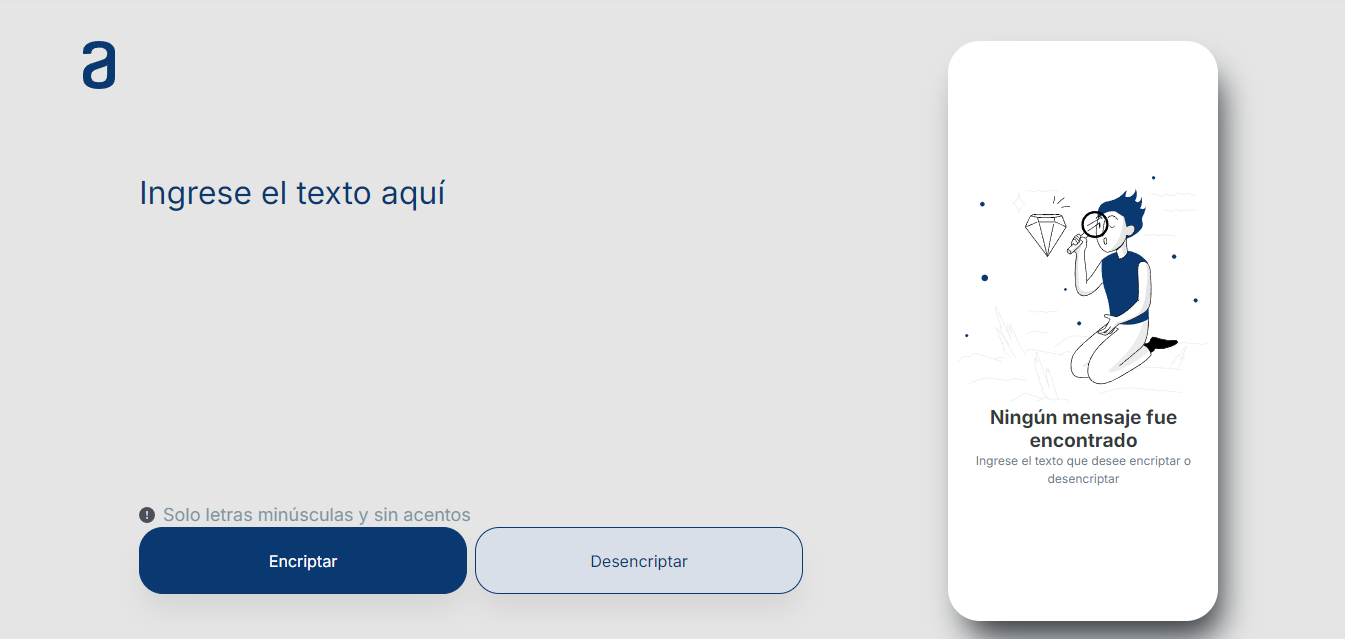 a
Ingrese el texto aquí
Solo letras minúsculas y sin acentos
Encriptar
Desencriptar
Ningún mensaje fue
encontrado
Ingrese el texto que desee encriptar o
desencriptar